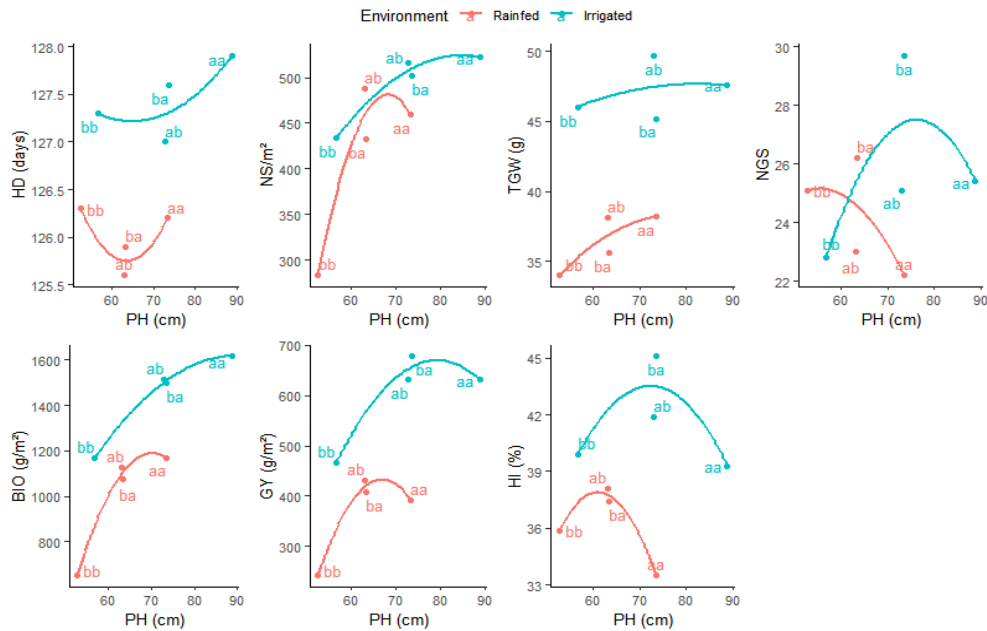 Environment a Rainfed a Irrigated
HD (days)
128.0
127.5
127.0
126.5
126.0
125.5
bb
ba
ab
aa
bb
ab
ba
aa
60 70 80 90
PH (cm)
NS/m²
500
450
400
350
300
bb
ab
ba
aa
bb
ab
ba
aa
60 70 80 90
PH (cm)
TGW (g)
50
45
40
35
bb
ab
ba
aa
bb
ab
ba
aa
60 70 80 90
PH (cm)
NGS
30
28
26
24
22
bb
ba
ab
aa
bb
ba
ab
aa
60 70 80 90
PH (cm)
BIO (g/m²)
1600
1400
1200
1000
800
bb
ab
ba
aa
bb
ab
ba
aa
60 70 80 90
PH (cm)
GY (g/m²)
700
600
500
400
300
bb
ab
ba
aa
bb
ab
ba
aa
60 70 80 90
PH (cm)
HI (%)
45
42
39
36
33
bb
ba
ab
aa
bb
ab
ba
aa
60 70 80 90
PH (cm)